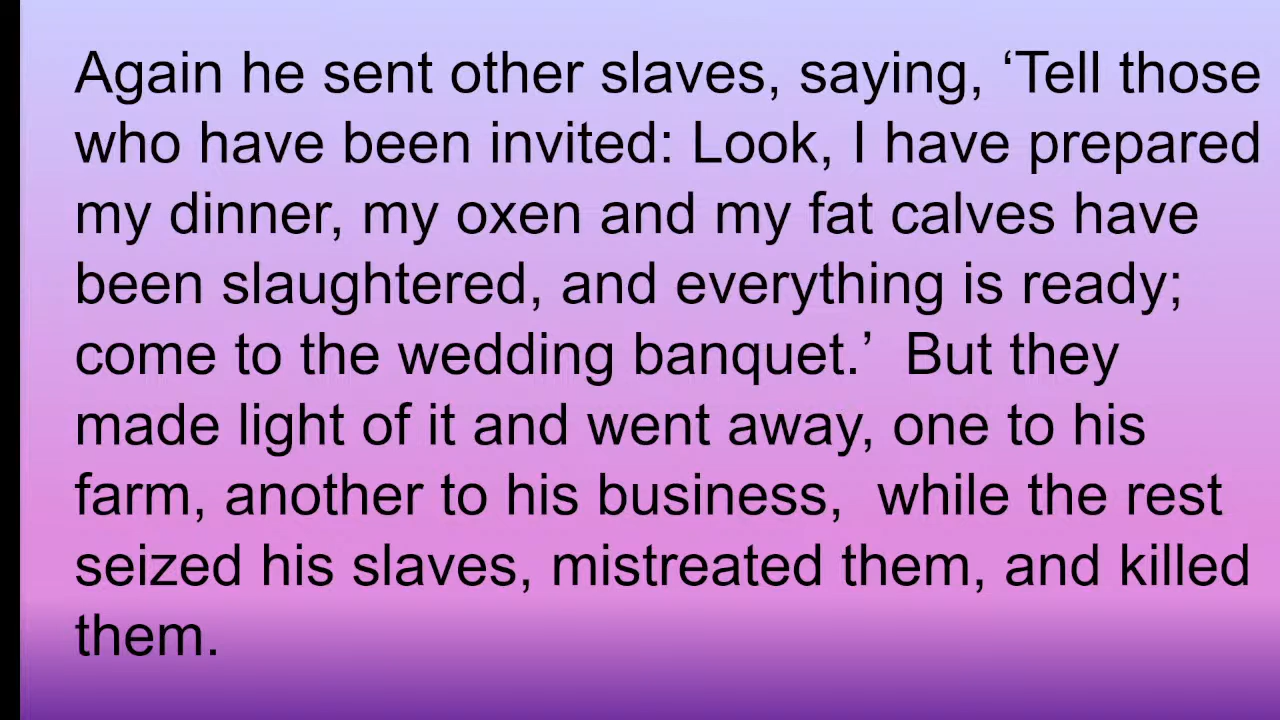 Again he sent other slaves, saying, ‘Tell those
who have been invited: Look, I have prepared
my dinner, my oxen and my fat calves have
been slaughtered, and everything is ready;
come to the wedding banquet.’  But they
made light of it and went away, one to his
farm, another to his business,  while the rest
seized his slaves, mistreated them, and killed
them.